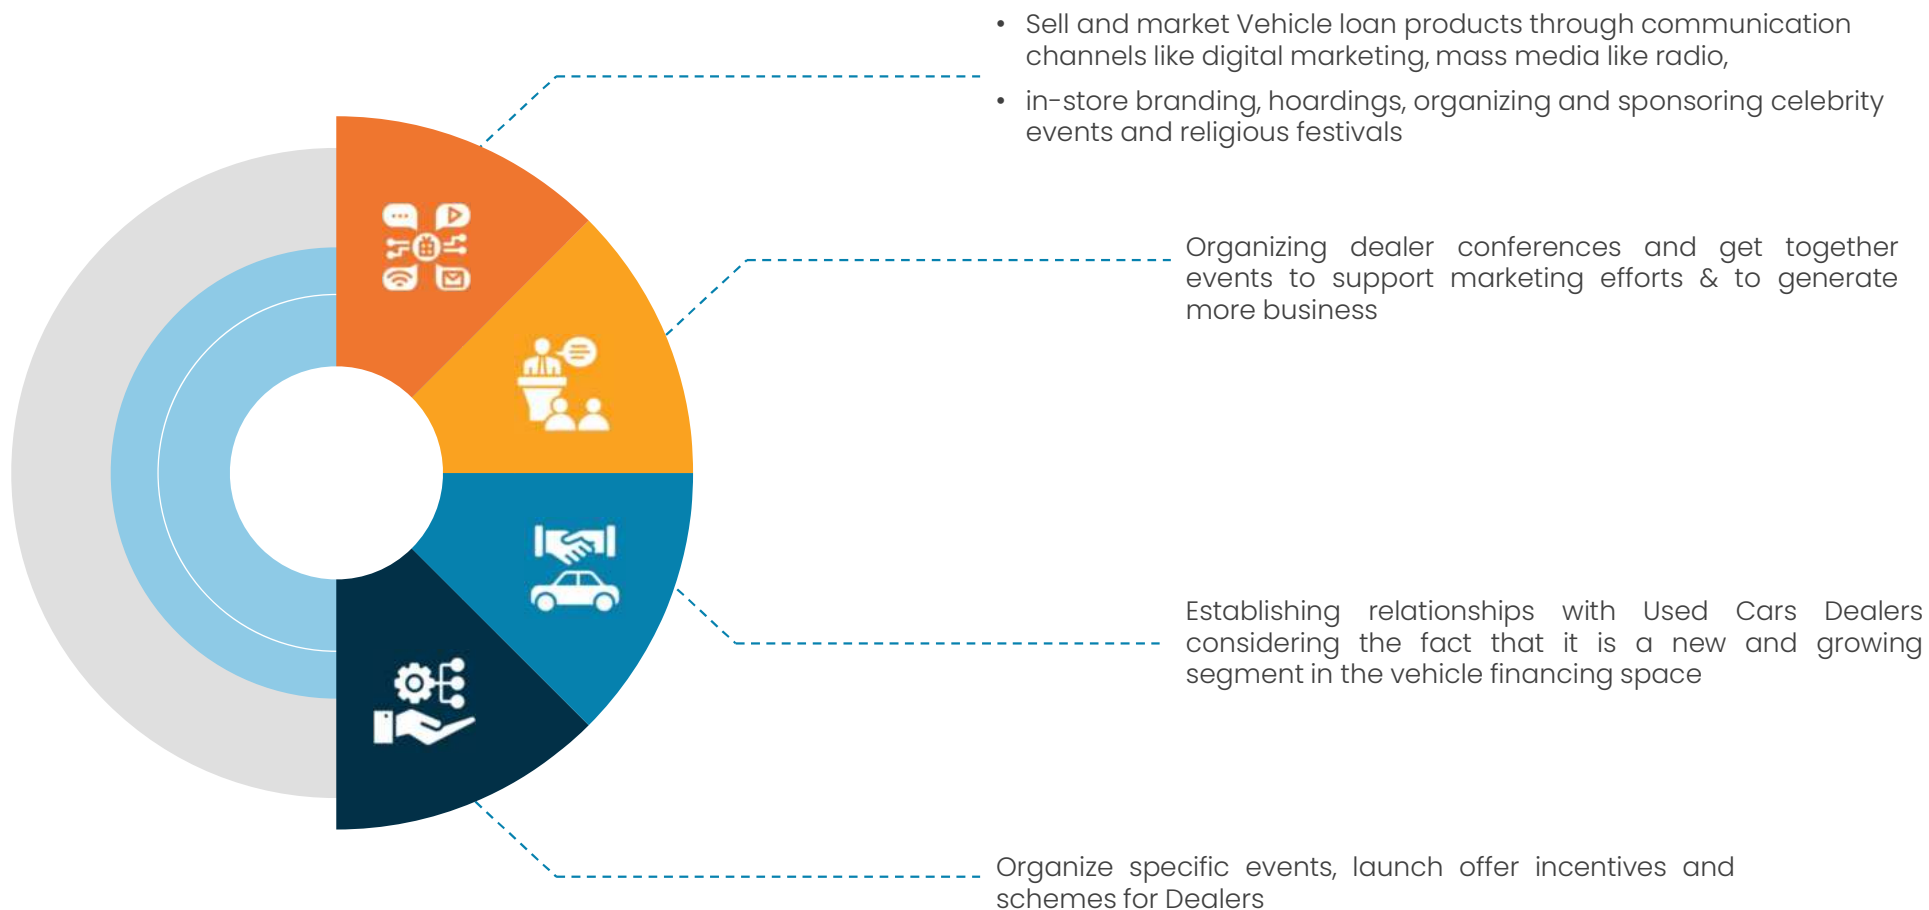 • Sell and market Vehicle loan products through communication
channels like digital marketing, mass media like radio,
• in-store branding, hoardings, organizing and sponsoring celebrity
events and religious festivals
Organizing dealer conferences and get together
events to support marketing efforts & to generate
more business
Establishing relationships with Used Cars Dealers
considering the fact that it is a new and growing
segment in the vehicle financing space
Organize specific events, launch offer incentives and
schemes for Dealers